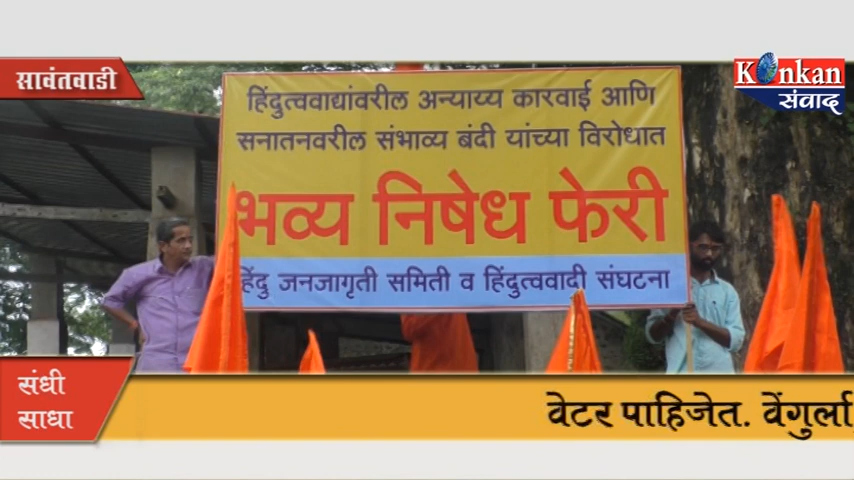 सावंतवाडी
Konkan
संवाद
हिंदुत्ववाद्यांवरील अन्याय्य कारवाई आणि
सनातनवरील संभाव्य बंदी यांच्या विरोधात
भव्य निषेध फेरी
हिंदु जनजागृती समिती व हिंदुत्ववादी संघटना
संधी
साधा
वेटर पाहिजेत. वेंगुर्ला